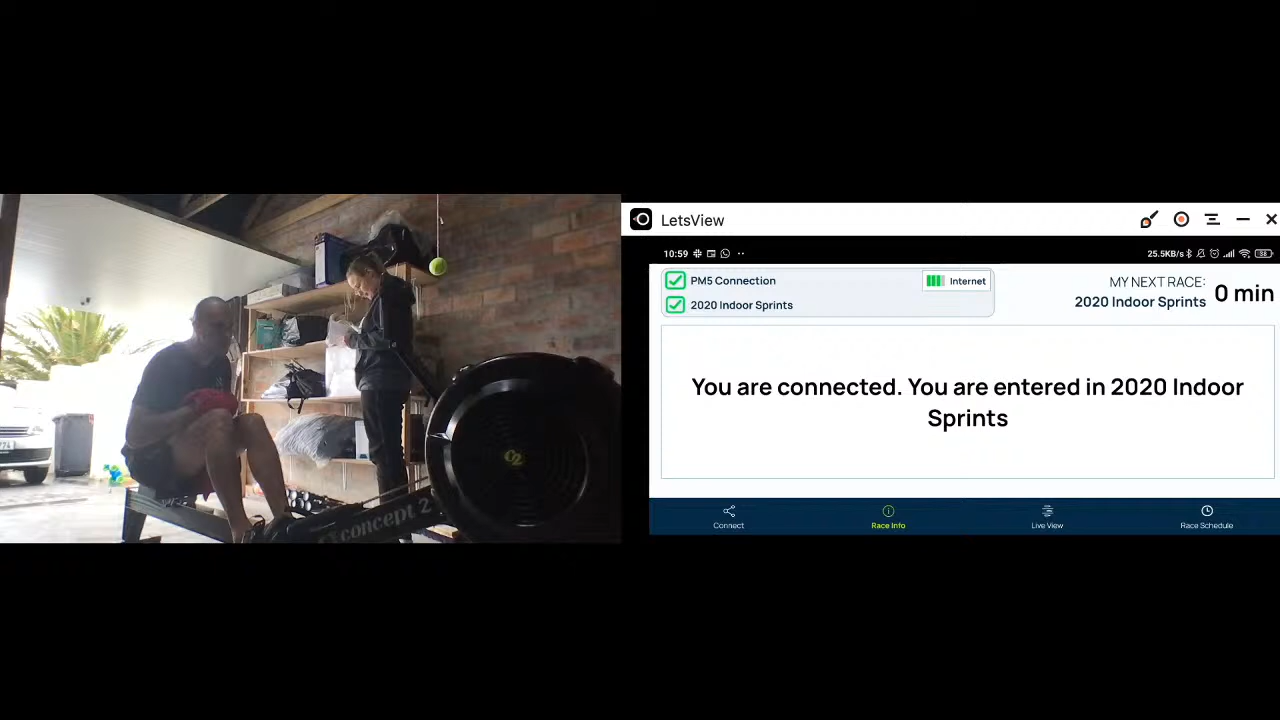 LetsView
10:59
25.5KB/s
38
PM5 Connection
Internet
2020 Indoor Sprints
MY NEXT RACE:
2020 Indoor Sprints
0 min
You are connected. You are entered in 2020 Indoor
Sprints
Connect
Race Info
Live View
Race Schedule
concept 2